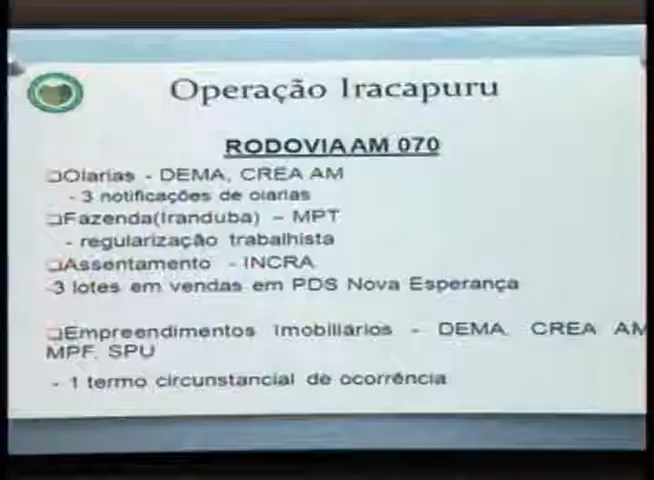 Operação Iracapuru
RODOVIA AM 070
❑Olarias - DEMA, CREA AM
- 3 notificações de olarias
❑Fazenda(Iranduba) – MPT
- regularização trabalhista
❑Assentamento - INCRA
-3 lotes em vendas em PDS Nova Esperança
❑Empreendimentos Imobiliários - DEMA, CREA AM
MPF, SPU
- 1 termo circunstancial de ocorrência